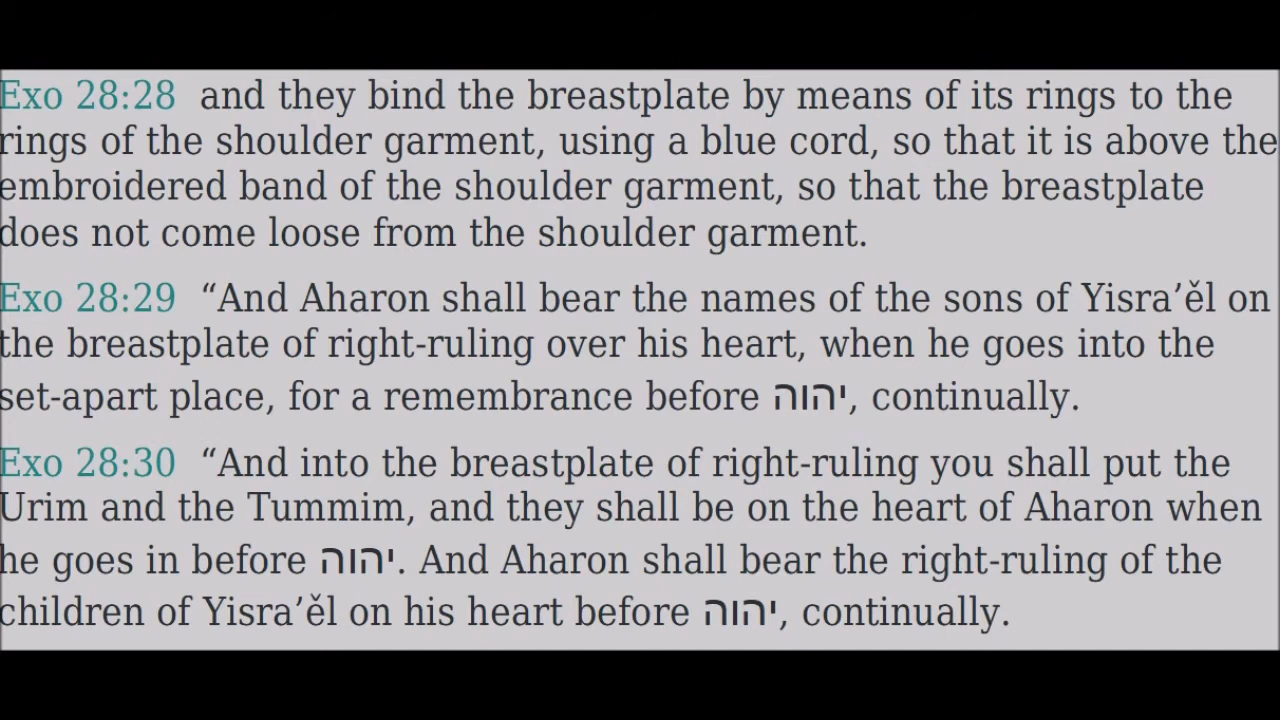 Exo 28:28 and they bind the breastplate by means of its rings to the
rings of the shoulder garment, using a blue cord, so that it is above the
embroidered band of the shoulder garment, so that the breastplate
does not come loose from the shoulder garment.
Exo 28:29 “And Aharon shall bear the names of the sons of Yisra’ěl on
the breastplate of right-ruling over his heart, when he goes into the
set-apart place, for a remembrance before יהוה, continually.
Exo 28:30 “And into the breastplate of right-ruling you shall put the
Urim and the Tummim, and they shall be on the heart of Aharon when
he goes in before יהוה. And Aharon shall bear the right-ruling of the
children of Yisra’ěl on his heart before יהוה, continually.